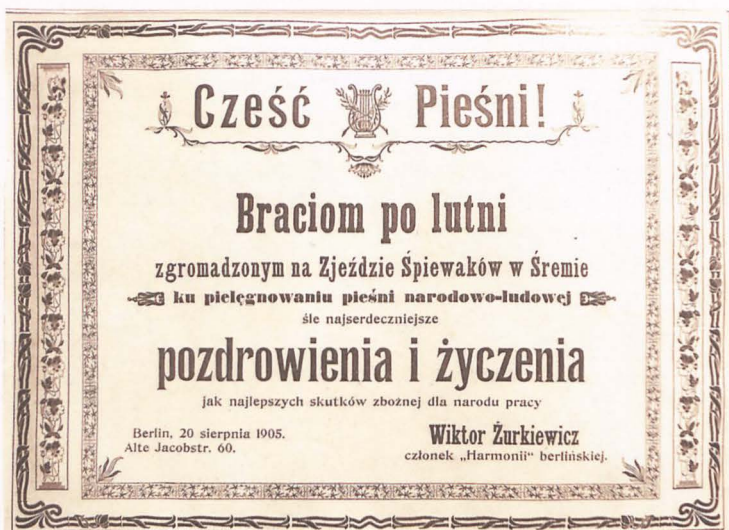 Cześć Pieśni!
Braciom po lutni
zgromadzonym na Zjeździe Śpiewaków w Śremie
ku pielęgnowaniu pieśni narodowo-ludowej
śle najserdeczniejsze
pozdrowienia i życzenia
jak najlepszych skutków zbożnej dla narodu pracy
Berlin, 20 sierpnia 1905.
Alte Jacobstr. 60.
Wiktor Żurkiewicz
członek „Harmonii“ berlińskiej.